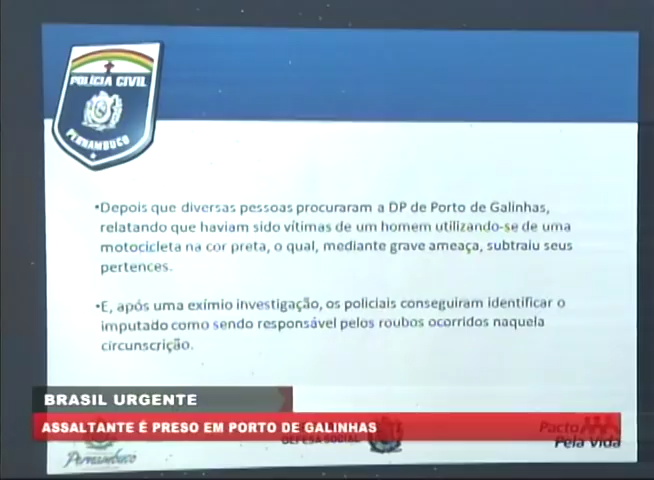 POLÍCIA CIVIL
PERNAMBUCO
•Depois que diversas pessoas procuraram a DP de Porto de Galinhas,
relatando que haviam sido vítimas de um homem utilizando-se de uma
motocicleta na cor preta, o qual, mediante grave ameaça, subtraiu seus
pertences.
•E, após uma exímio investigação, os policiais conseguiram identificar o
imputado como sendo responsável pelos roubos ocorridos naquela
circunscrição.
BRASIL URGENTE
ASSALTANTE É PRESO EM PORTO DE GALINHAS
DEFESA SOCIAL
Pacto
Pela Vida
Pernambuco